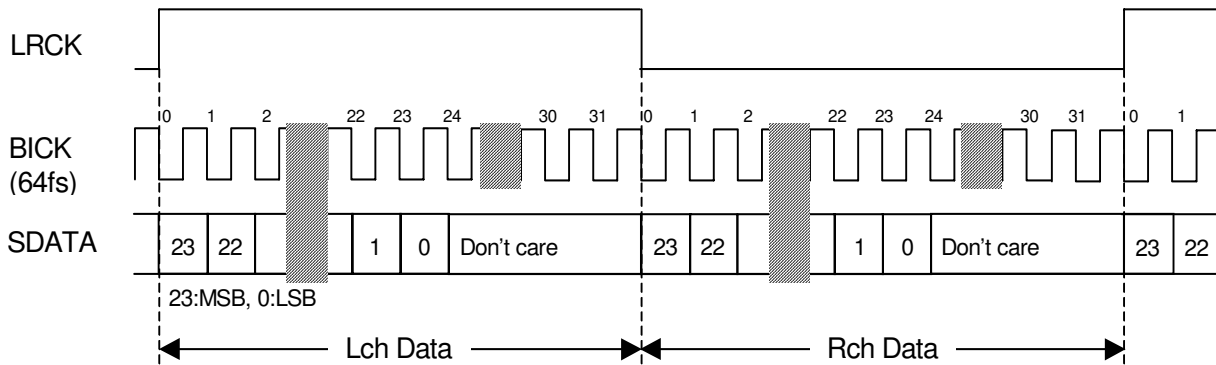 LRCK
0 1 2 22 23 24 30 31 0 1 2 22 23 24 30 31 0 1
BICK
(64fs)
SDATA 23 22 1 0 Don't care 23 22 1 0 Don't care 23 22
23:MSB, 0:LSB
Lch Data Rch Data